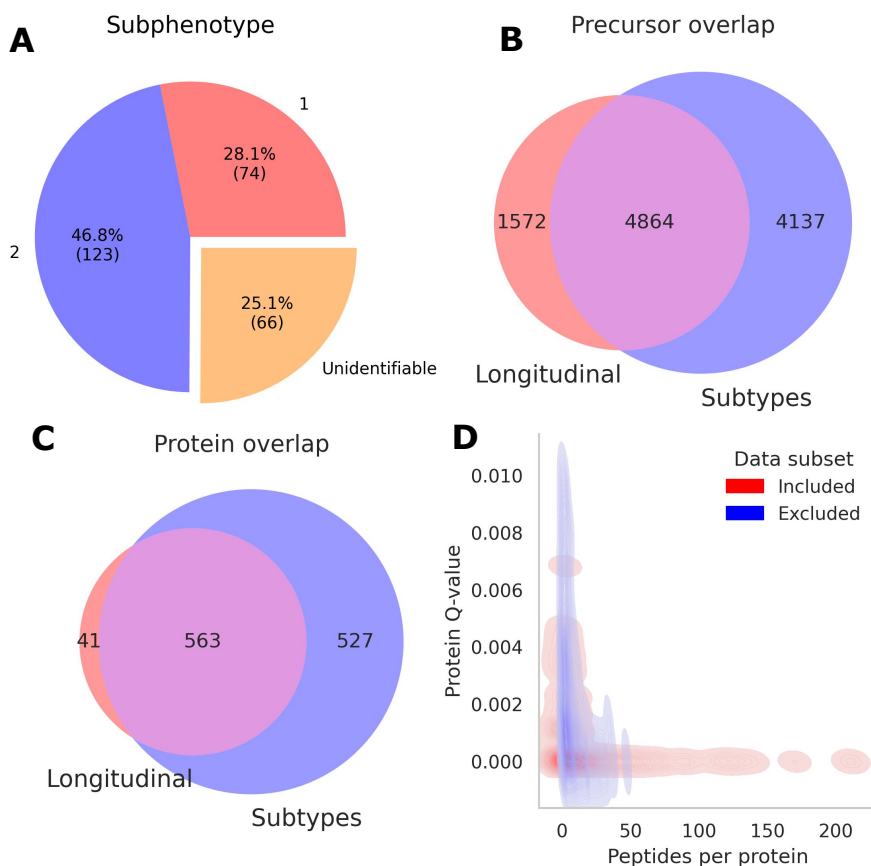 A
Subphenotype
1
28.1%
(74)
2
46.8%
(123)
25.1%
(66)
Unidentifiable
B
Precursor overlap
1572
4864
4137
Longitudinal
Subtypes
C
Protein overlap
41
563
527
Longitudinal
Subtypes
D
Data subset
Included
Excluded
Protein Q-value
0.010
0.008
0.006
0.004
0.002
0.000
0 50 100 150 200
Peptides per protein